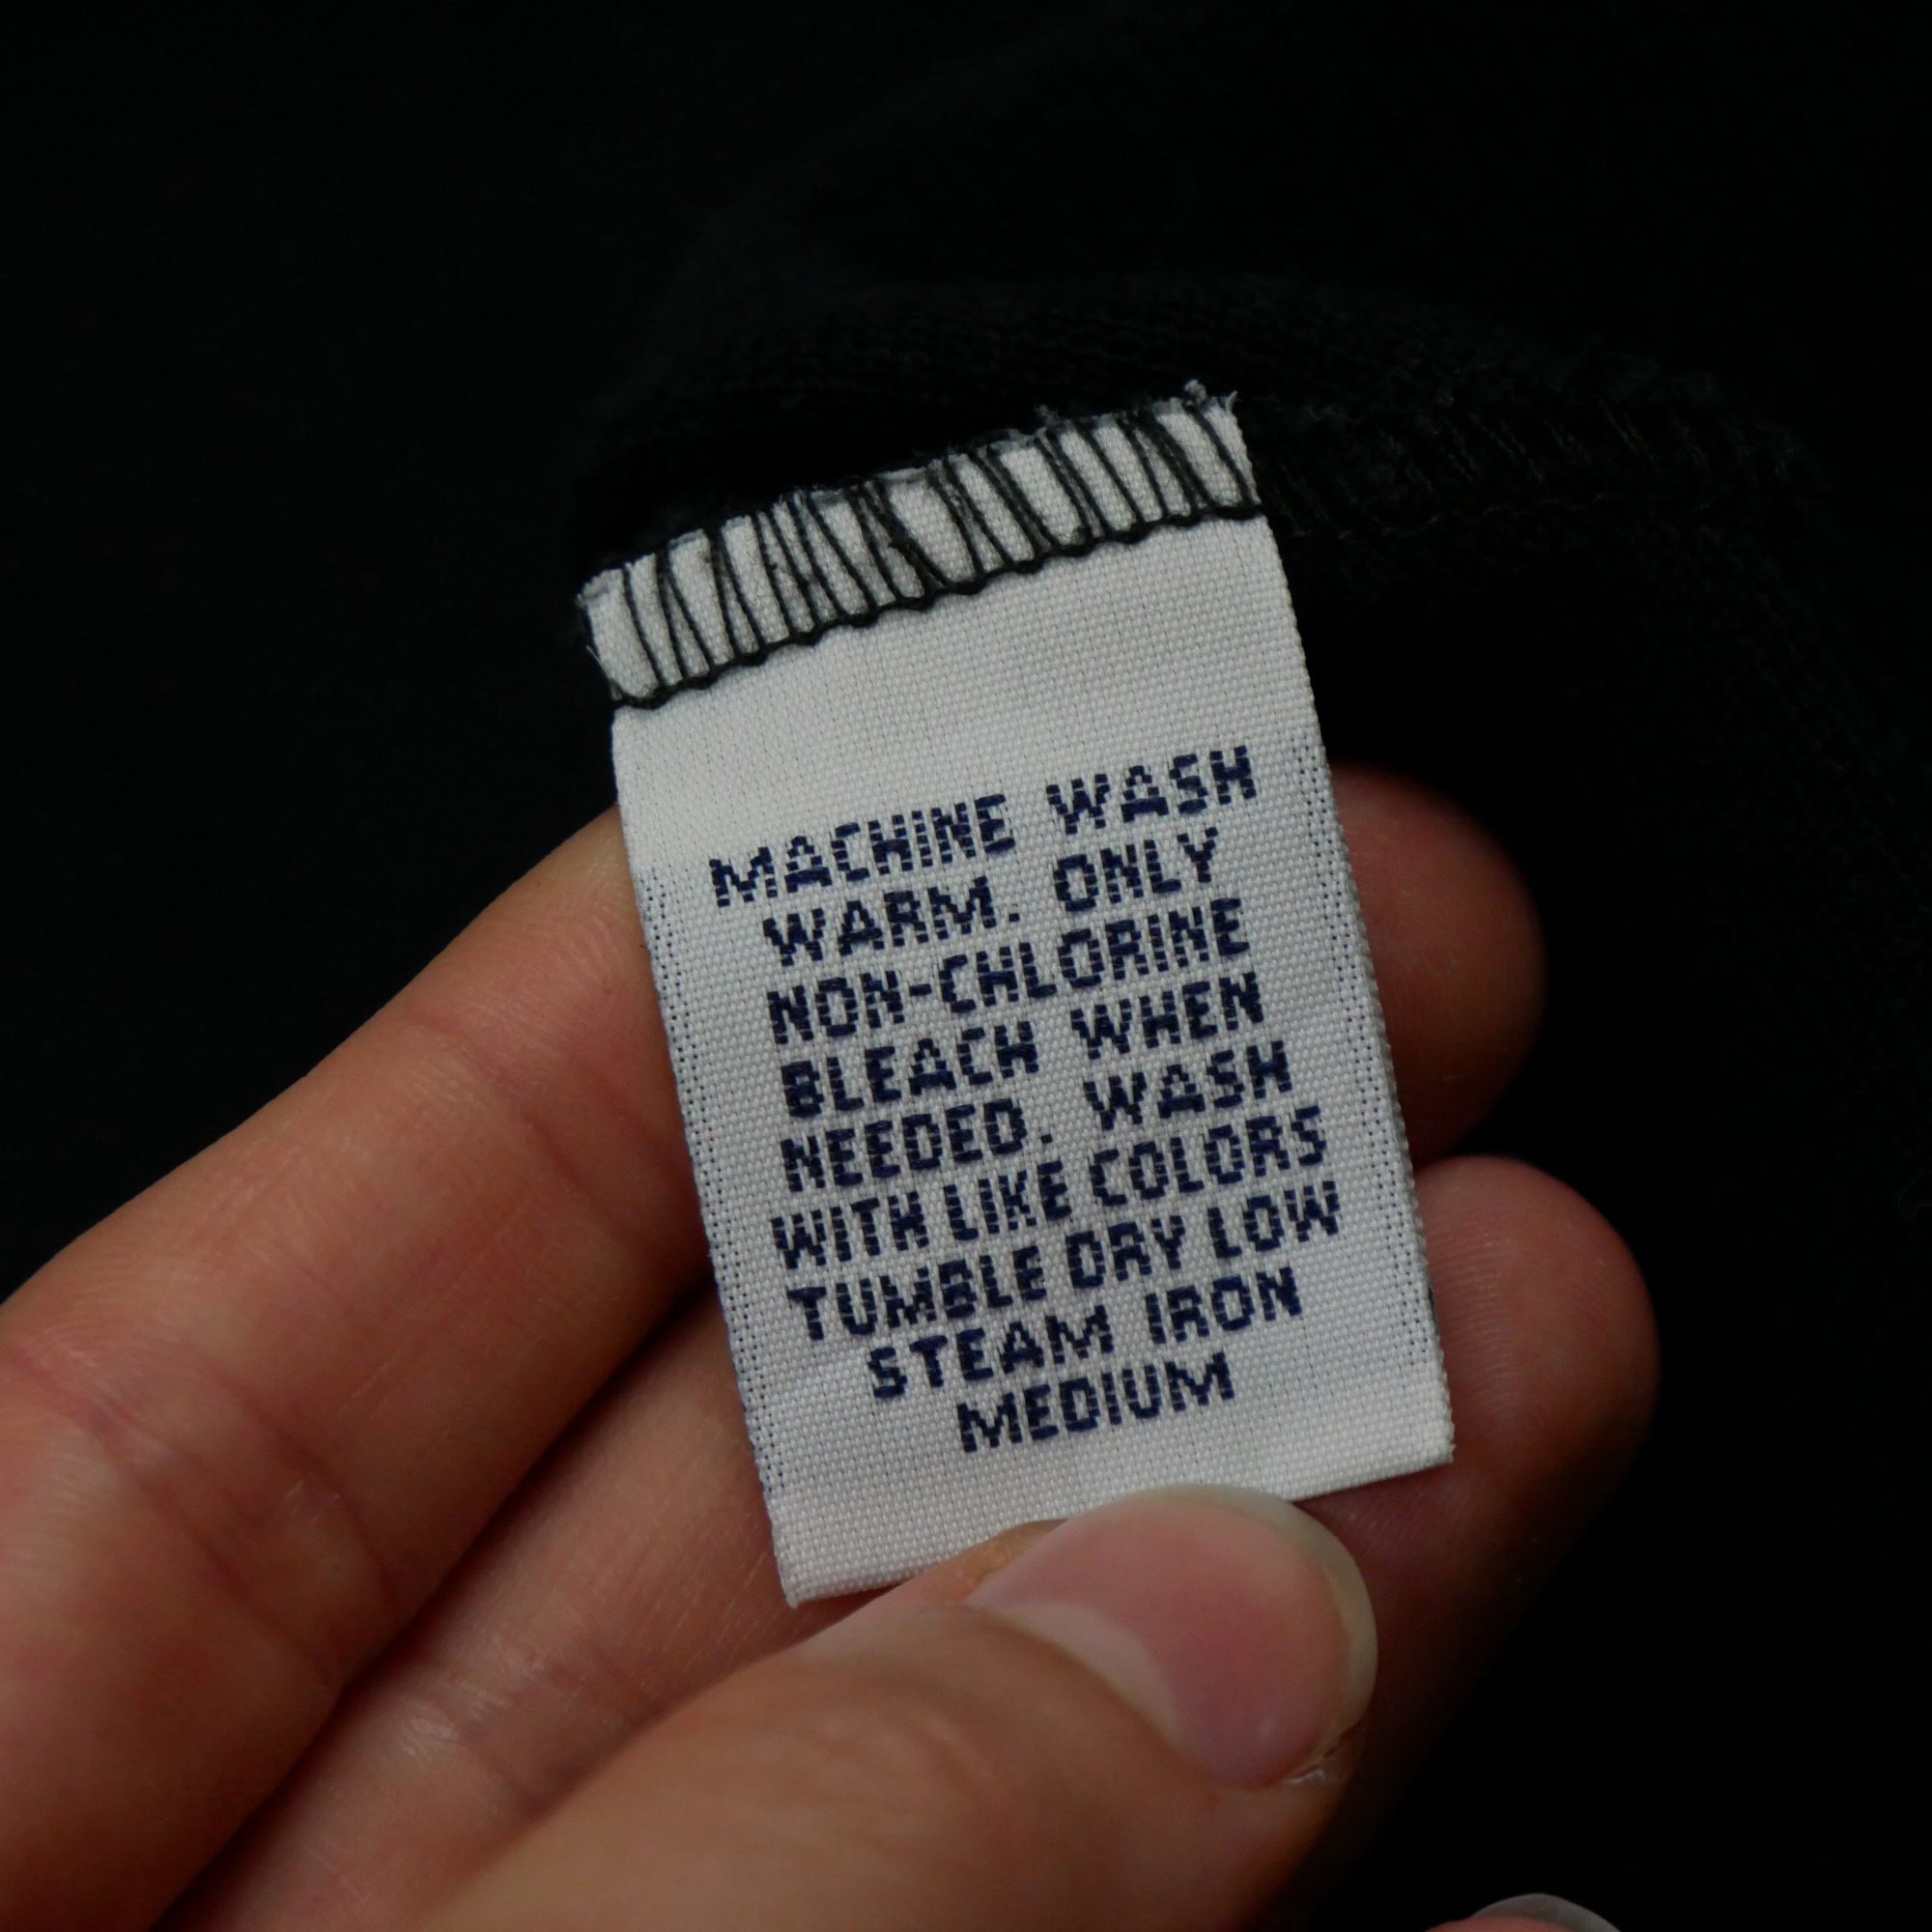 MACHINE WASH
WARM. ONLY
NON-CHLORINE
BLEACH WHEN
NEEDED. WASH
WITH LIKE COLORS
TUMBLE DRY LOW
STEAM IRON
MEDIUM